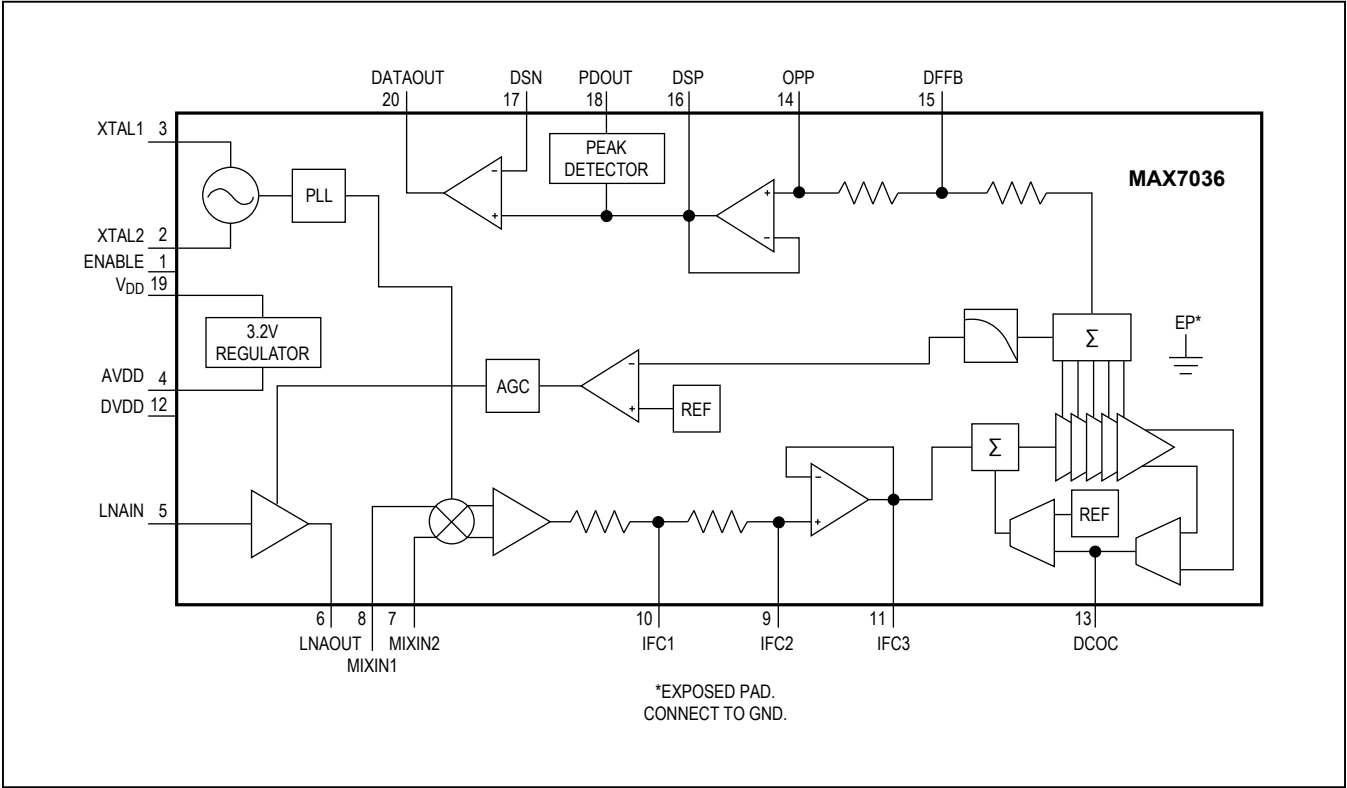 DATAOUT DSN PDOUT DSP OPP DFFB
20 17 18 16 14 15
XTAL1 3
PEAK
DETECTOR
MAX7036
- + + -
PLL
XTAL2 2
ENABLE 1
VDD 19
3.2V
REGULATOR
Σ
EP*
AVDD 4
DVDD 12
AGC
- +
REF
Σ
LNAIN 5
- +
REF
6 8 7 10 9 11 13
LNAOUT MIXIN2 IFC1 IFC2 IFC3 DCOC
MIXIN1
*EXPOSED PAD.
CONNECT TO GND.